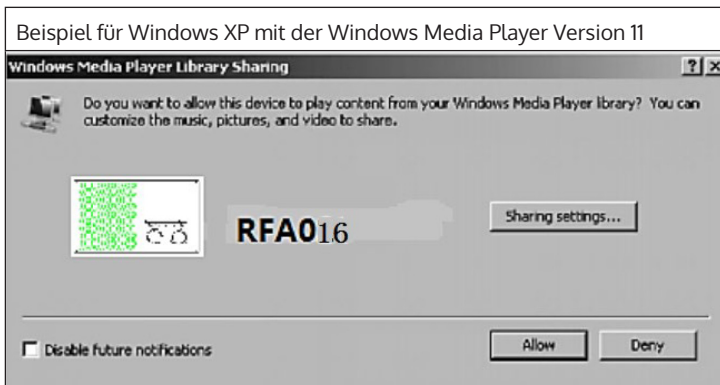 Beispiel für Windows XP mit der Windows Media Player Version 11
Windows Media Player Library Sharing
Do you want to allow this device to play content from your Windows Media Player library? You can
customize the music, pictures, and video to share.
RFA016
Sharing settings...
Disable future notifications
Allow
Deny